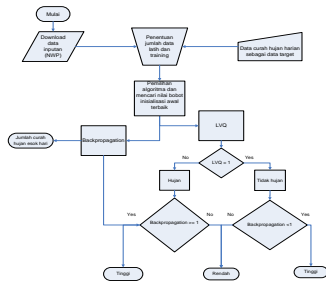 Mulai
Download
data
inputan
(NWP)
Penentuan
jumlah data
latih dan
training
Data curah hujan harian
sebagai data target
Pemilihan
algoritma dan
mencari nilai bobot
inisialisasi awal
terbaik
LVQ
Jumlah curah
hujan esok hari
Backpropagation
LVQ = 1
No
Yes
Hujan
Tidak hujan
Yes
Backpropagation == 1
No
No
Backpropagation =1
Yes
Tinggi
Rendah
Tinggi